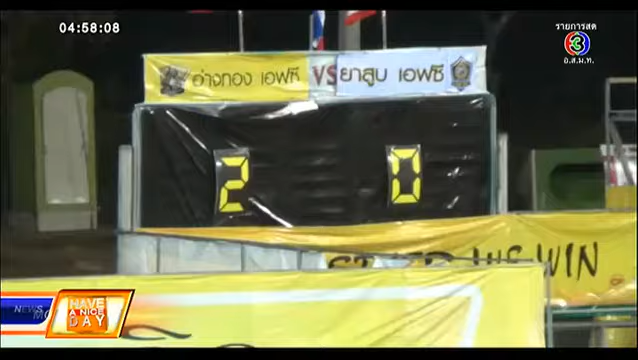 04:58:08
รายการสด
3
อ.ส.ม.ท.
อ่างทอง เอฟซี VS ยาสูบ เอฟซี
2 0
WE WIN
NEWS
HAVE
A NICE
DAY